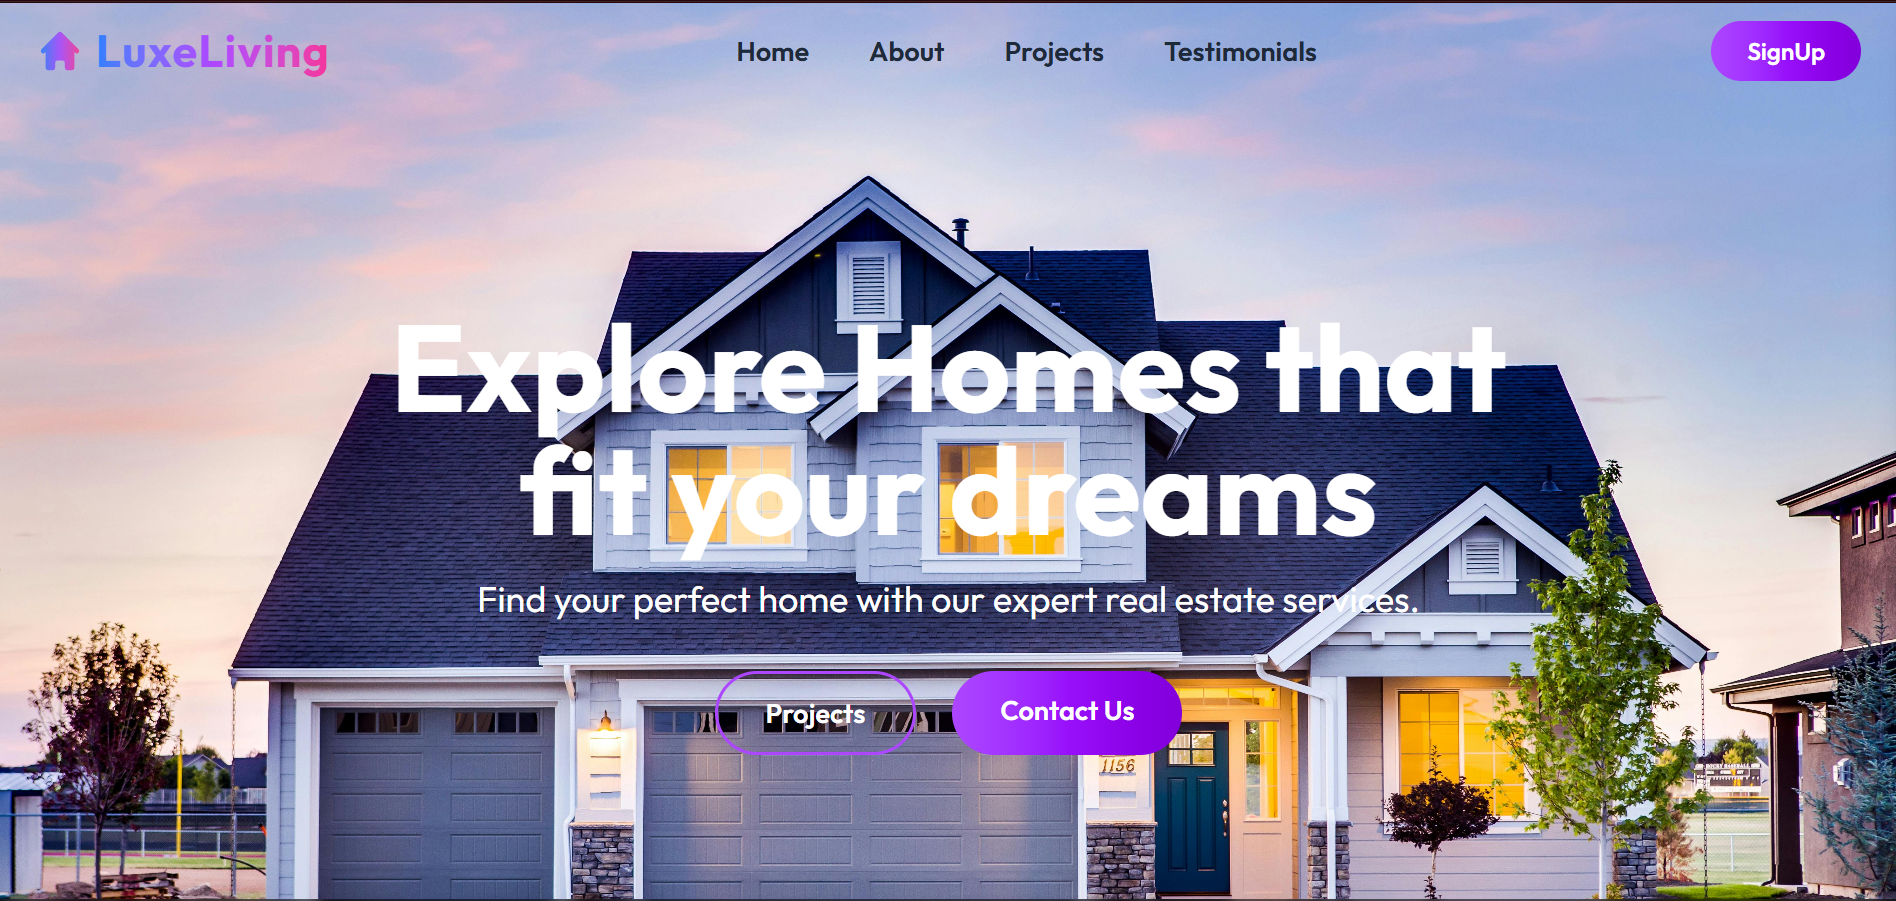 LuxeLiving
Home
About
Projects
Testimonials
SignUp
Explore Homes that
fit your dreams
Find your perfect home with our expert real estate services.
Projects
Contact Us
1156